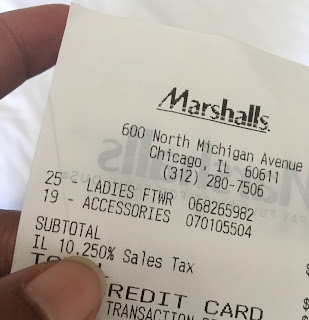 Marshalls.
600 North Michigan Avenue
Chicago, IL 60611
(312) 280-7506
25 - LADIES FTWR 068265982
19 - ACCESSORIES 070105504
SUBTOTAL $
IL 10.250% Sales Tax
CREDIT CARD $
TRANSACTION